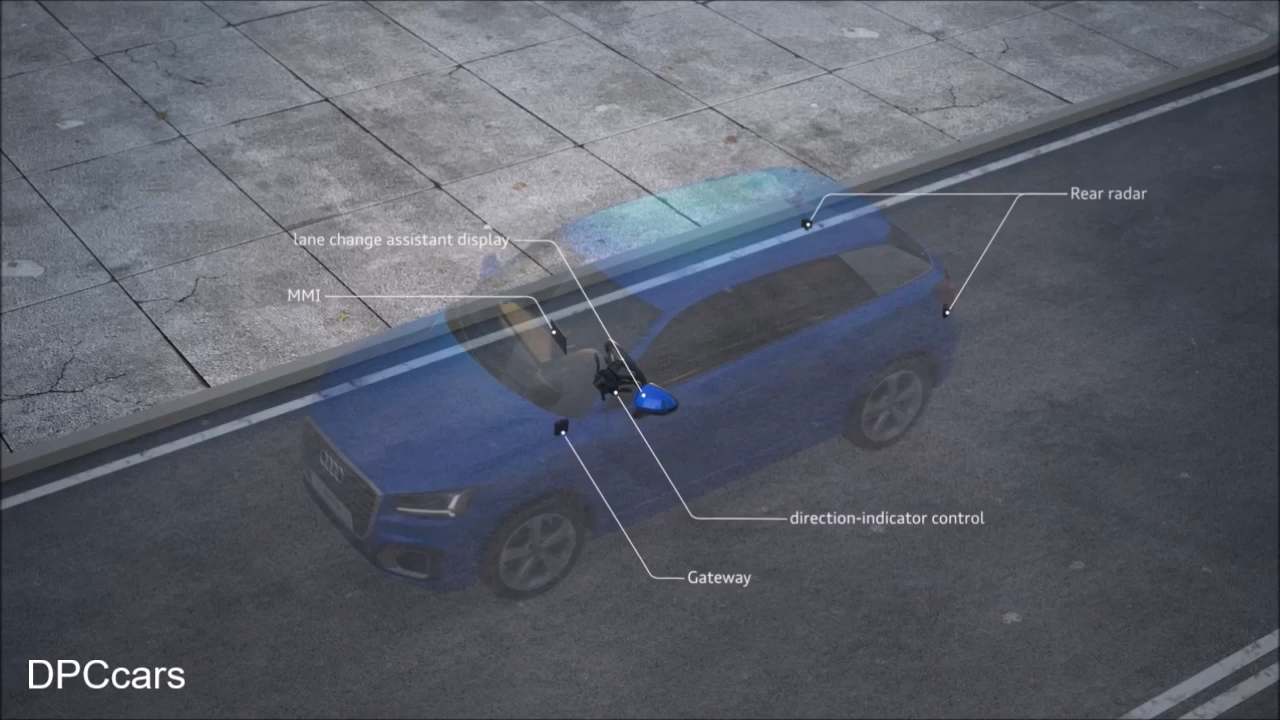 Rear radar
lane change assistant display
MMI
direction-indicator control
Gateway
DPCcars